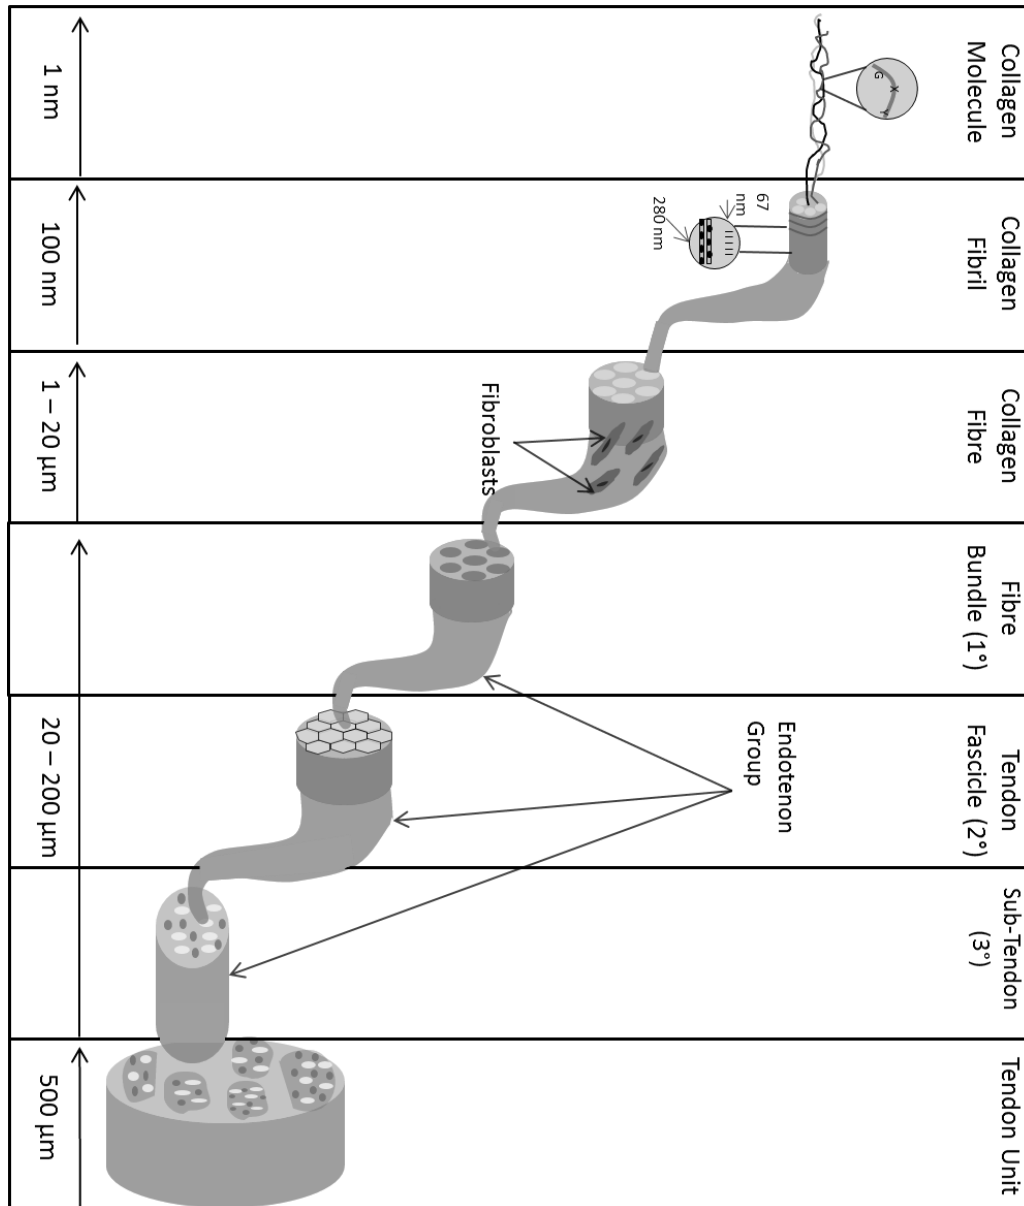 Collagen
Molecule
G
X
Y
1 nm
Collagen
Fibril
67
nm
280 nm
100 nm
Collagen
Fibre
Fibroblasts
1 – 20 μm
Fibre
Bundle (1°)
Tendon
Fascicle (2°)
Endotenon
Group
20 – 200 μm
Sub-Tendon
(3°)
Tendon Unit
500 μm